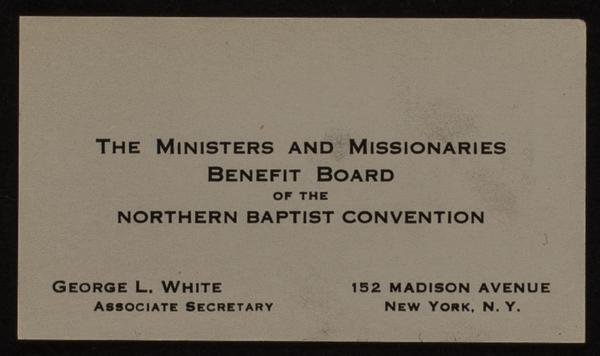 The Ministers and Missionaries
Benefit Board
of the
Northern Baptist Convention
George L. White
Associate Secretary
152 Madison Avenue
New York, N. Y.